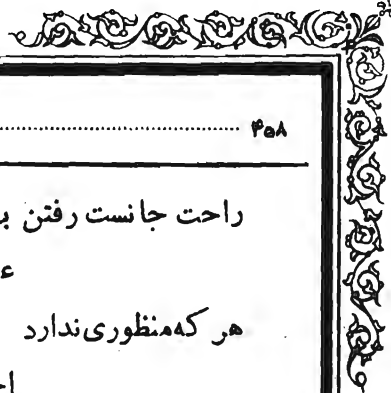 ۴۵۸
راحت جانست رفتن
هر که منظوری ندارد